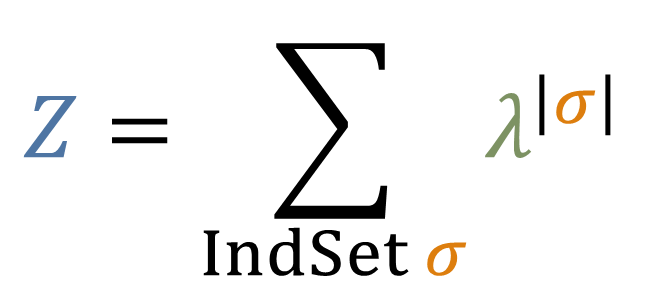 Z = ∑ λ^|σ|
IndSet σ